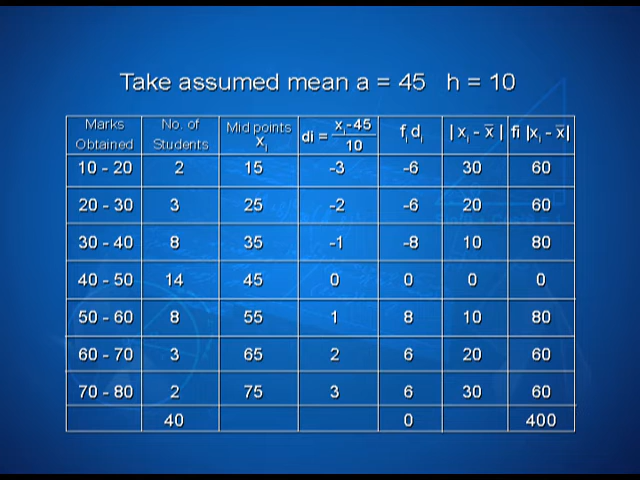 Take assumed mean a = 45 h = 10
Marks Obtained | No. of Students | Mid points xi | di = xi-45 / 10 | fi di | | xi - x̅ | | fi |xi - x̅|
10 - 20 2 15 -3 -6 30 60
20 - 30 3 25 -2 -6 20 60
30 - 40 8 35 -1 -8 10 80
40 - 50 14 45 0 0 0 0
50 - 60 8 55 1 8 10 80
60 - 70 3 65 2 6 20 60
70 - 80 2 75 3 6 30 60
40 0 400